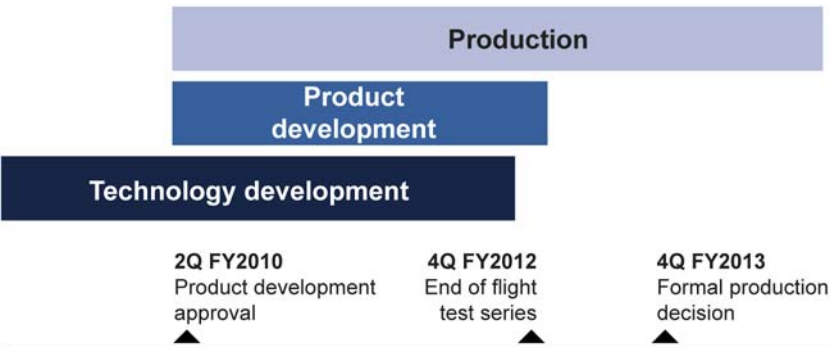 Production
Product
development
Technology development
2Q FY2010
Product development
approval
4Q FY2012
End of flight
test series
4Q FY2013
Formal production
decision